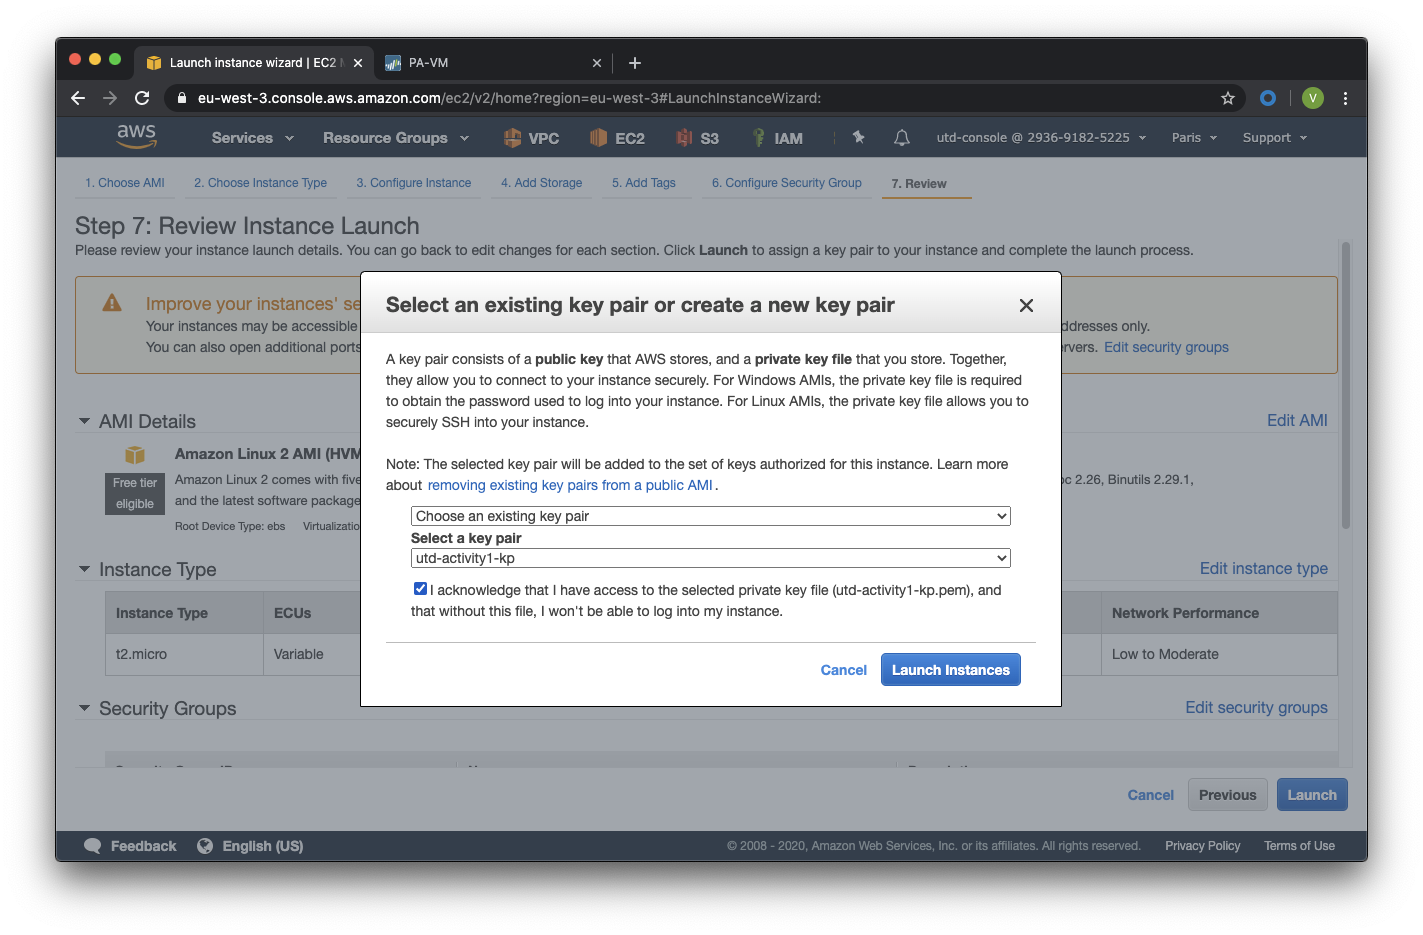 Launch instance wizard | EC2
PA-VM
eu-west-3.console.aws.amazon.com/ec2/v2/home?region=eu-west-3#LaunchInstanceWizard:
V
aws
Services
Resource Groups
VPC
EC2
S3
IAM
utd-console @ 2936-9182-5225
Paris
Support
1. Choose AMI
2. Choose Instance Type
3. Configure Instance
4. Add Storage
5. Add Tags
6. Configure Security Group
7. Review
Step 7: Review Instance Launch
Please review your instance launch details. You can go back to edit changes for each section. Click Launch to assign a key pair to your instance and complete the launch process.
Improve your instances' se
Your instances may be accessible
ddresses only.
You can also open additional ports
rvers. Edit security groups
AMI Details
Edit AMI
Amazon Linux 2 AMI (HVM
Free tier
eligible
Amazon Linux 2 comes with five
c 2.26, Binutils 2.29.1,
and the latest software package
Root Device Type: ebs
Virtualizatio
Instance Type
Edit instance type
Instance Type
ECUs
Network Performance
t2.micro
Variable
Low to Moderate
Security Groups
Edit security groups
Select an existing key pair or create a new key pair
A key pair consists of a public key that AWS stores, and a private key file that you store. Together,
they allow you to connect to your instance securely. For Windows AMIs, the private key file is required
to obtain the password used to log into your instance. For Linux AMIs, the private key file allows you to
securely SSH into your instance.
Note: The selected key pair will be added to the set of keys authorized for this instance. Learn more
about removing existing key pairs from a public AMI .
Choose an existing key pair
Select a key pair
utd-activity1-kp
I acknowledge that I have access to the selected private key file (utd-activity1-kp.pem), and
that without this file, I won't be able to log into my instance.
Cancel
Launch Instances
Cancel
Previous
Launch
Feedback
English (US)
© 2008 - 2020, Amazon Web Services, Inc. or its affiliates. All rights reserved.
Privacy Policy
Terms of Use